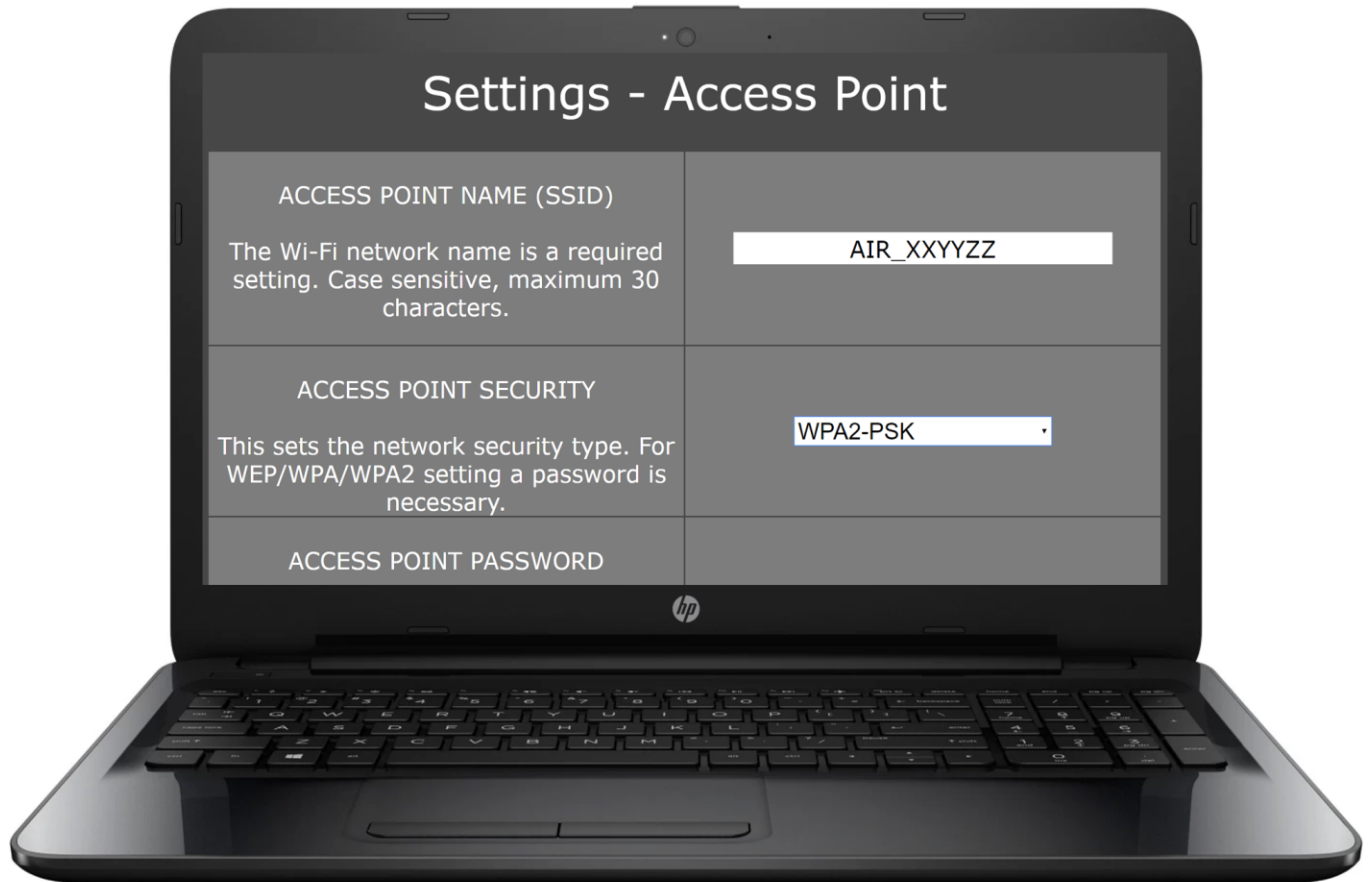 Settings - Access Point
ACCESS POINT NAME (SSID)
The Wi-Fi network name is a required
setting. Case sensitive, maximum 30
characters.
AIR_XXYYZZ
ACCESS POINT SECURITY
This sets the network security type. For
WEP/WPA/WPA2 setting a password is
necessary.
WPA2-PSK
ACCESS POINT PASSWORD
hp
Q W E R T Y U I O P
A S D F G H J K L
Z X C V B N M